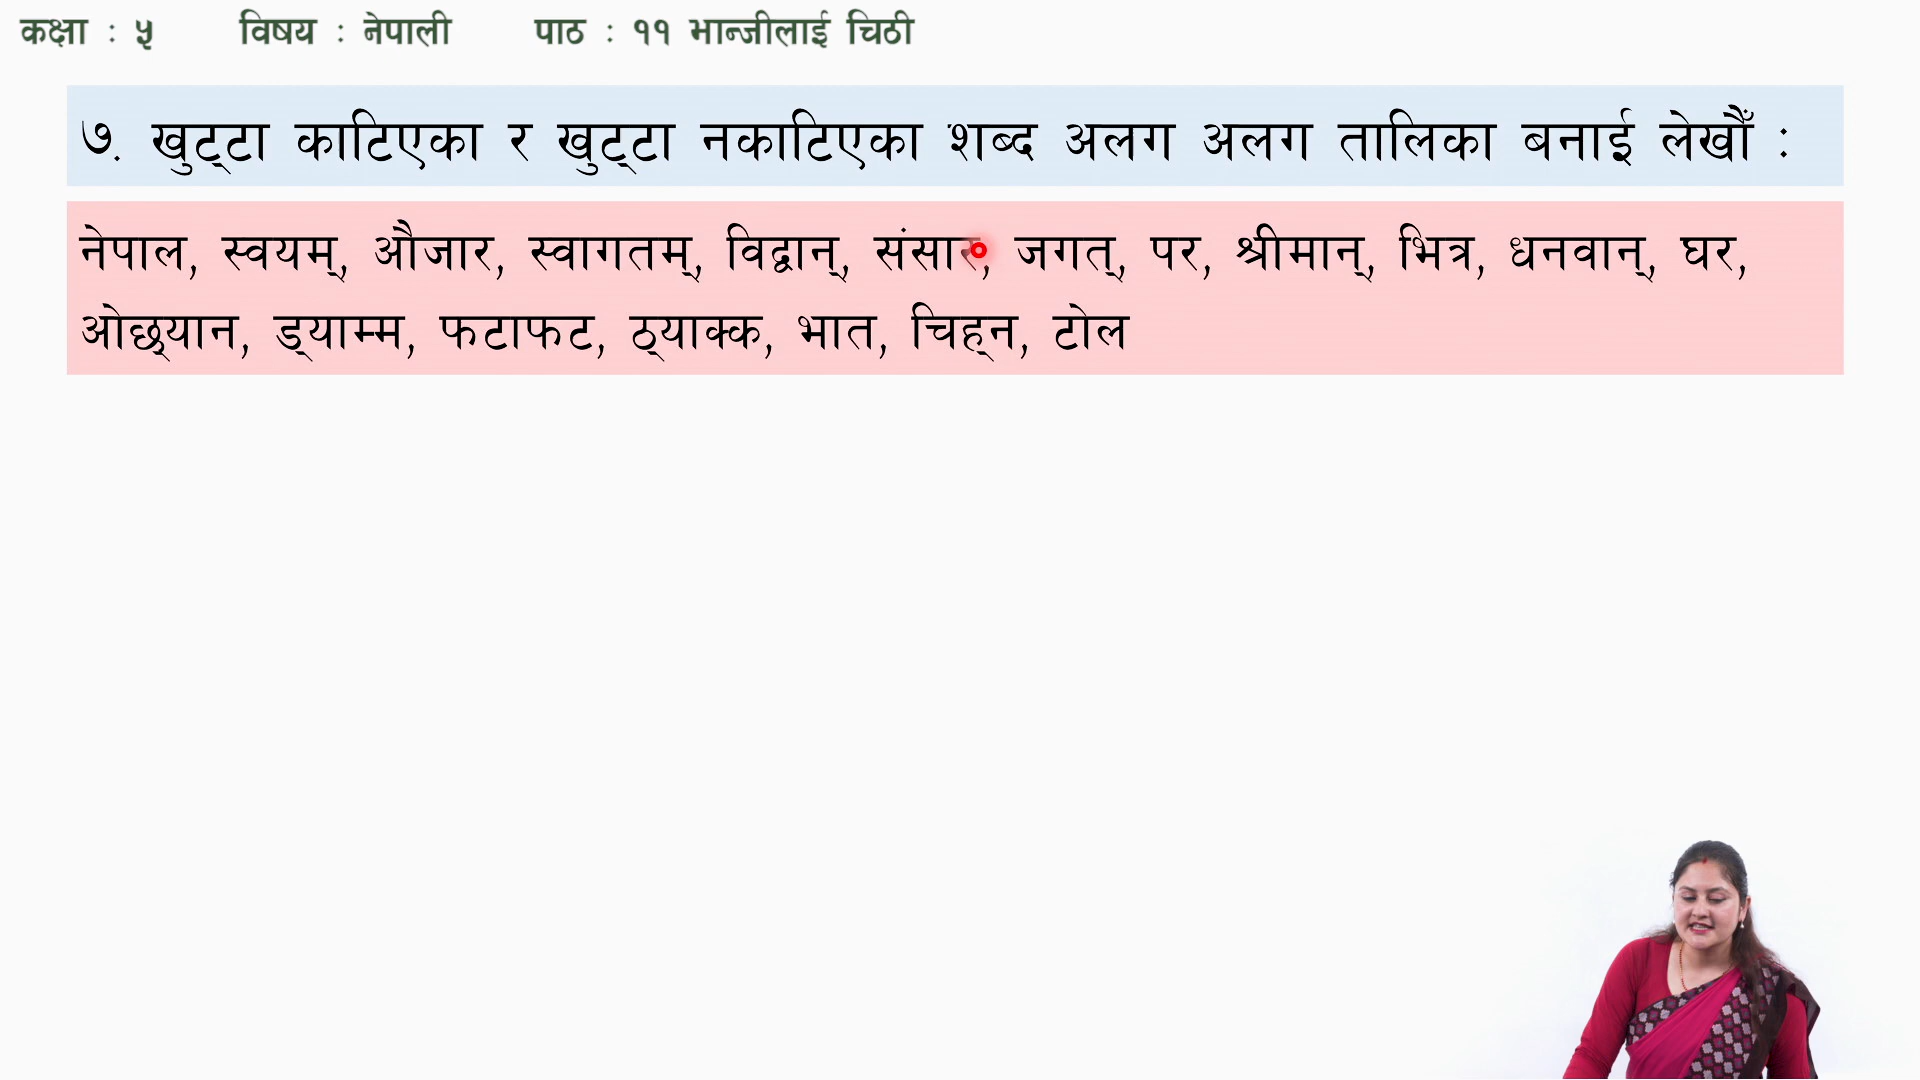 कक्षा : ५ विषय : नेपाली पाठ : ११ भान्जीलाई चिठी
७. खुट्‌टा काटिएका र खुट्‌टा नकाटिएका शब्द अलग अलग तालिका बनाई लेखौँ :
नेपाल, स्वयम्, औजार, स्वागतम्, विद्वान्, संसार, जगत्, पर, श्रीमान्, भित्र, धनवान्, घर,
ओछ्यान, ड्याम्म, फटाफट, ठ्याक्क, भात, चिह्‌न, टोल